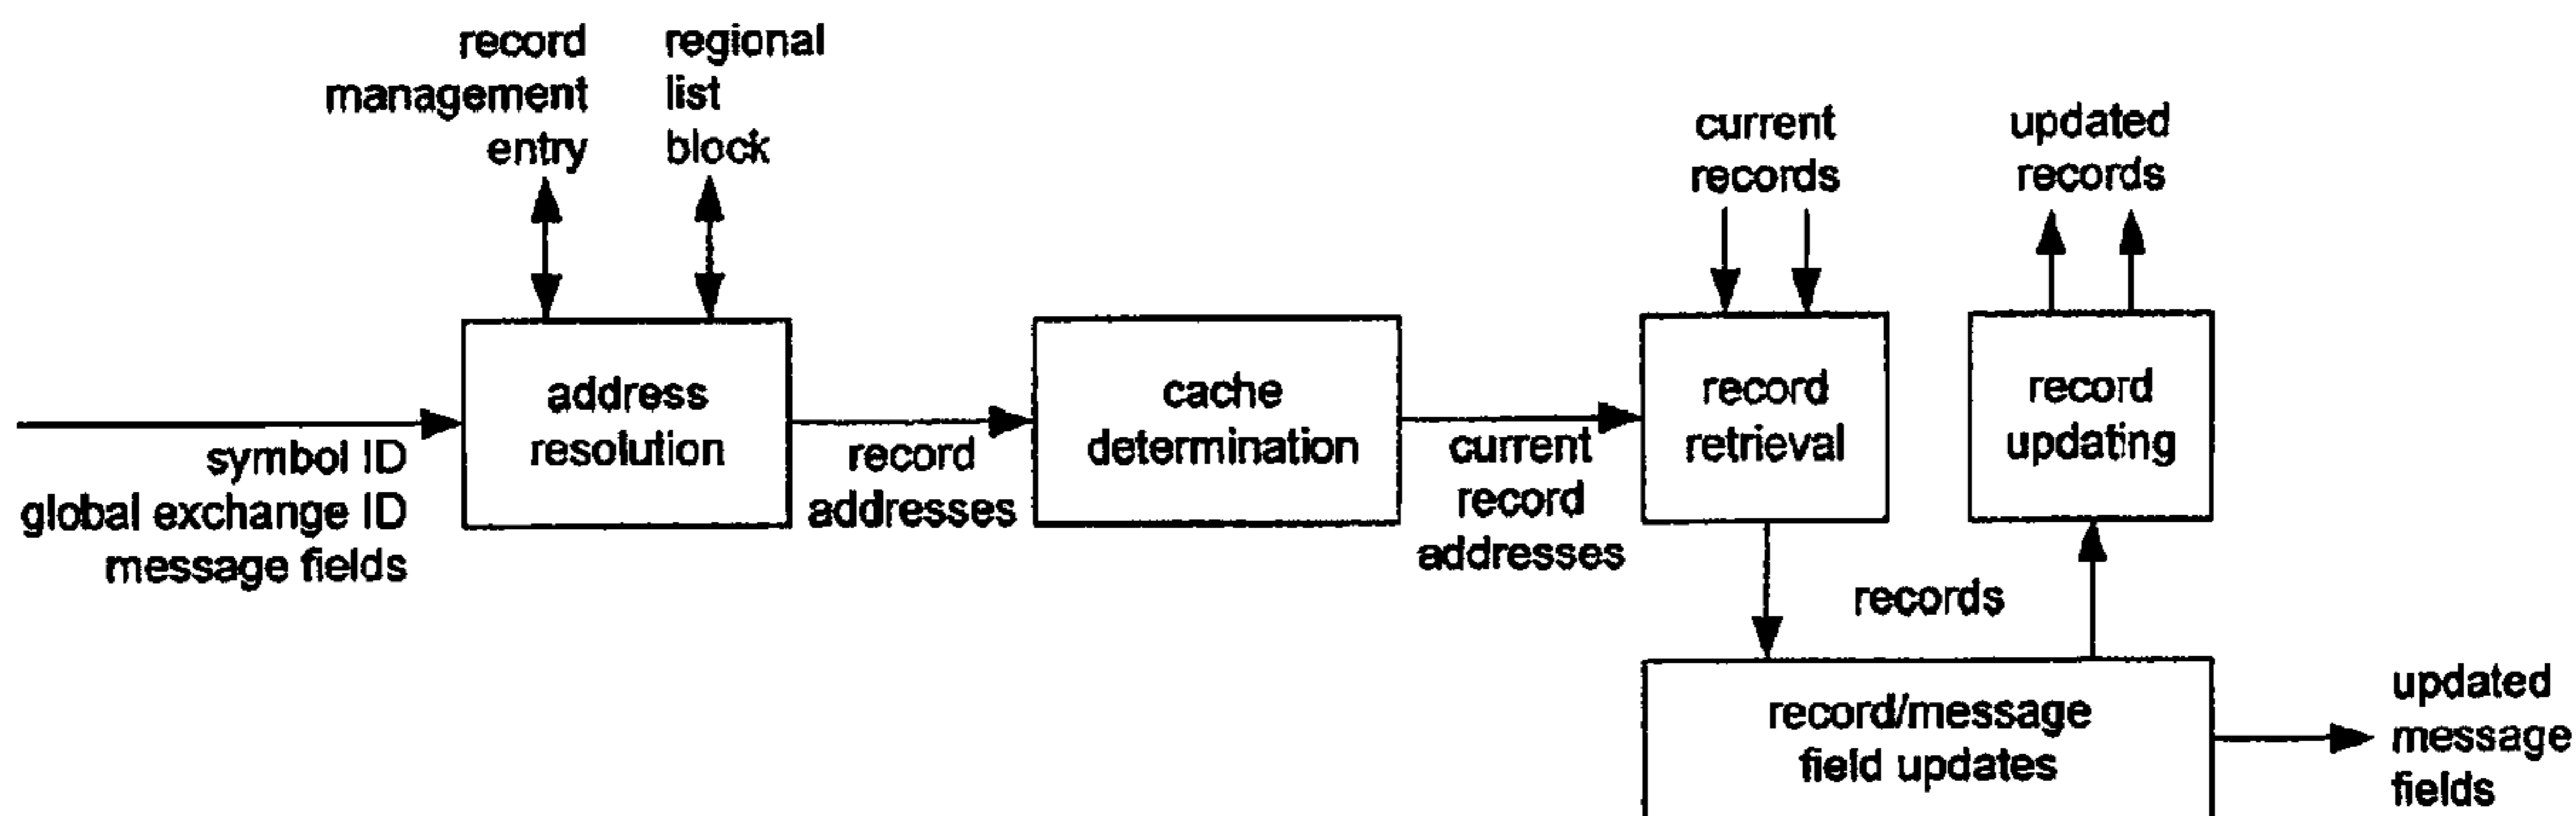 record
management
entry
regional
list
block
current
records
updated
records
symbol ID
global exchange ID
message fields
address
resolution
record
addresses
cache
determination
current
record
addresses
record
retrieval
record
updating
records
record/message
field updates
updated
message
fields